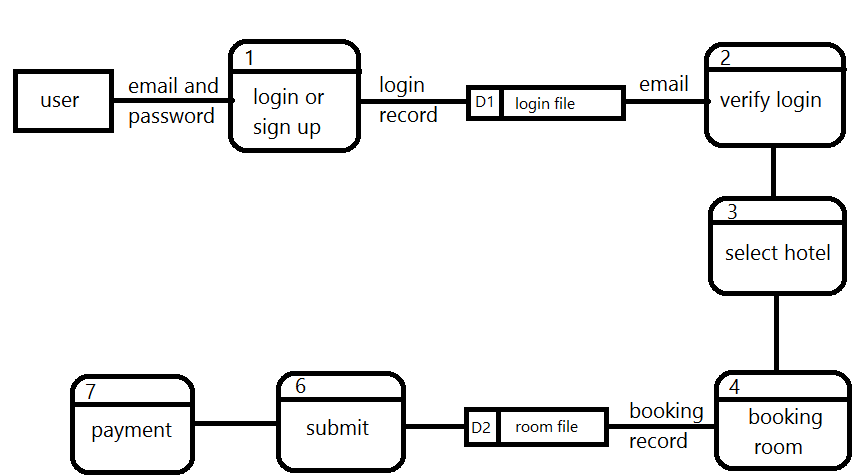 user
email and
password
1
login or
sign up
login
record
D1
login file
email
2
verify login
3
select hotel
4
booking
room
booking
record
D2
room file
6
submit
7
payment